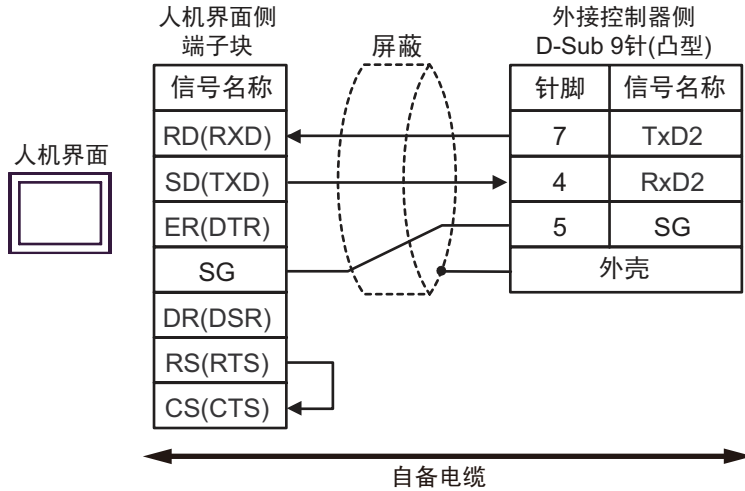 人机界面侧
端子块
屏蔽
外接控制器侧
D-Sub 9针(凸型)
人机界面
信号名称
RD(RXD)
SD(TXD)
ER(DTR)
SG
DR(DSR)
RS(RTS)
CS(CTS)
针脚 信号名称
7 TxD2
4 RxD2
5 SG
外壳
自备电缆